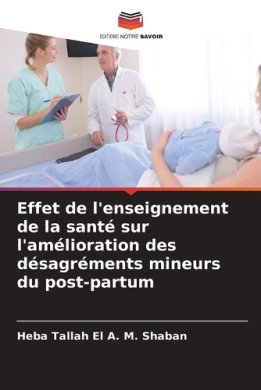 EDITIONS NOTRE SAVOIR
Effet de l'enseignement
de la santé sur
l'amélioration des
désagréments mineurs
du post-partum
Heba Tallah El A. M. Shaban